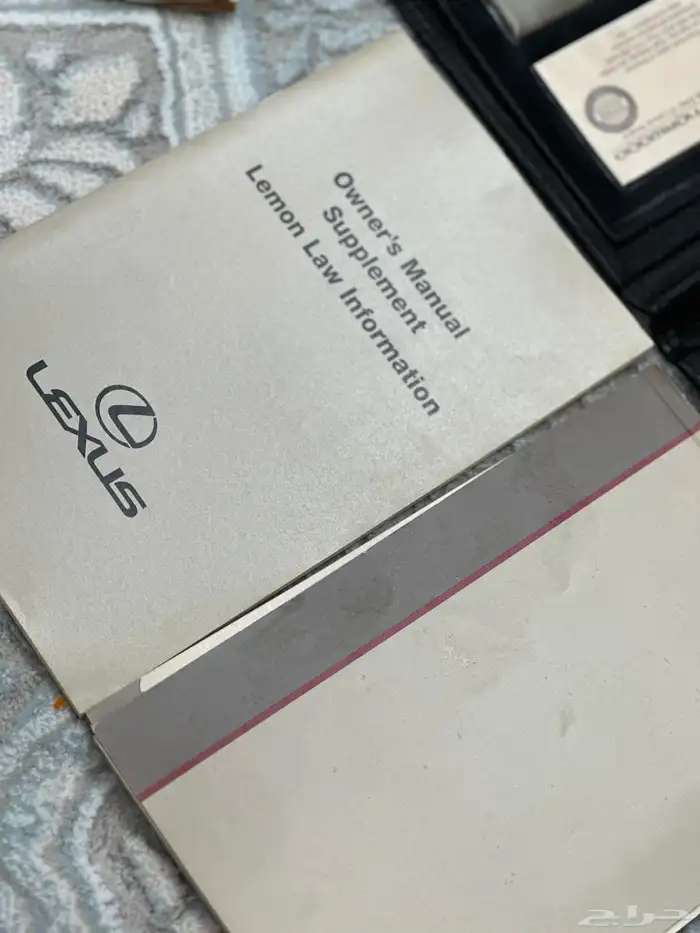 Owner's Manual
Supplement
Lemon Law Information
LEXUS
حراج